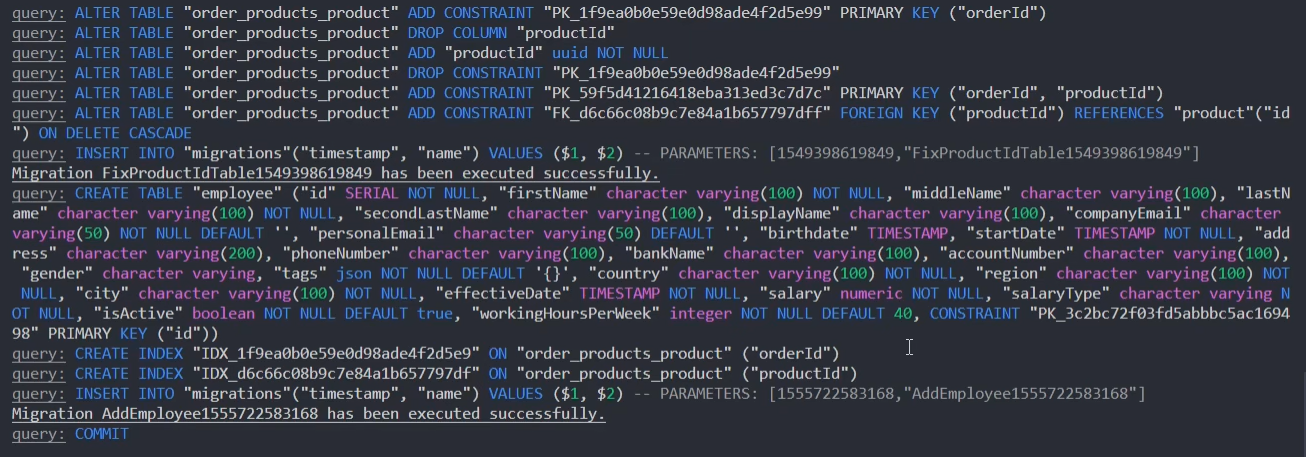 query: ALTER TABLE "order_products_product" ADD CONSTRAINT "PK_1f9ea0b0e59e0d98ade4f2d5e99" PRIMARY KEY ("orderId")
query: ALTER TABLE "order_products_product" DROP COLUMN "productId"
query: ALTER TABLE "order_products_product" ADD "productId" uuid NOT NULL
query: ALTER TABLE "order_products_product" DROP CONSTRAINT "PK_1f9ea0b0e59e0d98ade4f2d5e99"
query: ALTER TABLE "order_products_product" ADD CONSTRAINT "PK_59f5d41216418eba313ed3c7d7c" PRIMARY KEY ("orderId", "productId")
query: ALTER TABLE "order_products_product" ADD CONSTRAINT "FK_d6c66c08b9c7e84a1b657797dff" FOREIGN KEY ("productId") REFERENCES "product"("id
") ON DELETE CASCADE
query: INSERT INTO "migrations"("timestamp", "name") VALUES ($1, $2) -- PARAMETERS: [1549398619849,"FixProductIdTable1549398619849"]
Migration FixProductIdTable1549398619849 has been executed successfully.
query: CREATE TABLE "employee" ("id" SERIAL NOT NULL, "firstName" character varying(100) NOT NULL, "middleName" character varying(100), "lastN
ame" character varying(100) NOT NULL, "secondLastName" character varying(100), "displayName" character varying(100), "companyEmail" character
varying(50) NOT NULL DEFAULT '', "personalEmail" character varying(50) DEFAULT '', "birthdate" TIMESTAMP, "startDate" TIMESTAMP NOT NULL, "add
ress" character varying(200), "phoneNumber" character varying(100), "bankName" character varying(100), "accountNumber" character varying(100),
"gender" character varying, "tags" json NOT NULL DEFAULT '{}', "country" character varying(100) NOT NULL, "region" character varying(100) NOT
NULL, "city" character varying(100) NOT NULL, "effectiveDate" TIMESTAMP NOT NULL, "salary" numeric NOT NULL, "salaryType" character varying N
OT NULL, "isActive" boolean NOT NULL DEFAULT true, "workingHoursPerWeek" integer NOT NULL DEFAULT 40, CONSTRAINT "PK_3c2bc72f03fd5abbbc5ac1694
98" PRIMARY KEY ("id"))
query: CREATE INDEX "IDX_1f9ea0b0e59e0d98ade4f2d5e9" ON "order_products_product" ("orderId")
query: CREATE INDEX "IDX_d6c66c08b9c7e84a1b657797df" ON "order_products_product" ("productId")
query: INSERT INTO "migrations"("timestamp", "name") VALUES ($1, $2) -- PARAMETERS: [1555722583168,"AddEmployee1555722583168"]
Migration AddEmployee1555722583168 has been executed successfully.
query: COMMIT